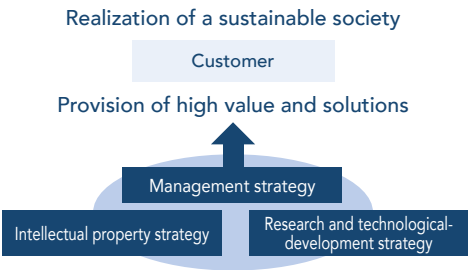 Realization of a sustainable society
Customer
Provision of high value and solutions
Management strategy
Intellectual property strategy
Research and technological-
development strategy